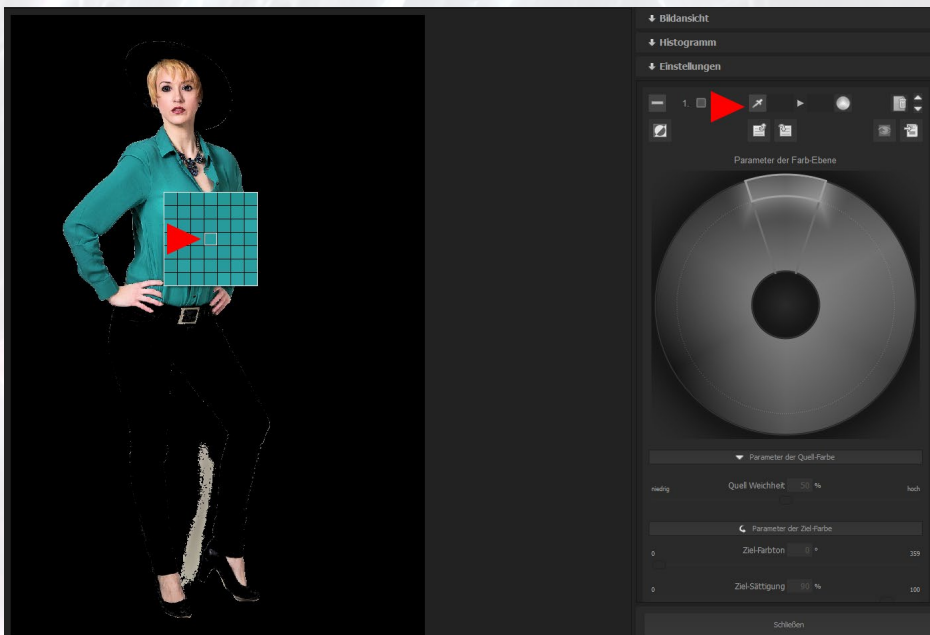 Bildansicht
Histogramm
Einstellungen
1.
Parameter der Farb-Ebene
Parameter der Quell-Farbe
niedrig Quell Weichheit 50 % hoch
Parameter der Ziel-Farbe
0 Ziel-Farbton 0 ° 359
0 Ziel-Sättigung 90 % 100
Schließen